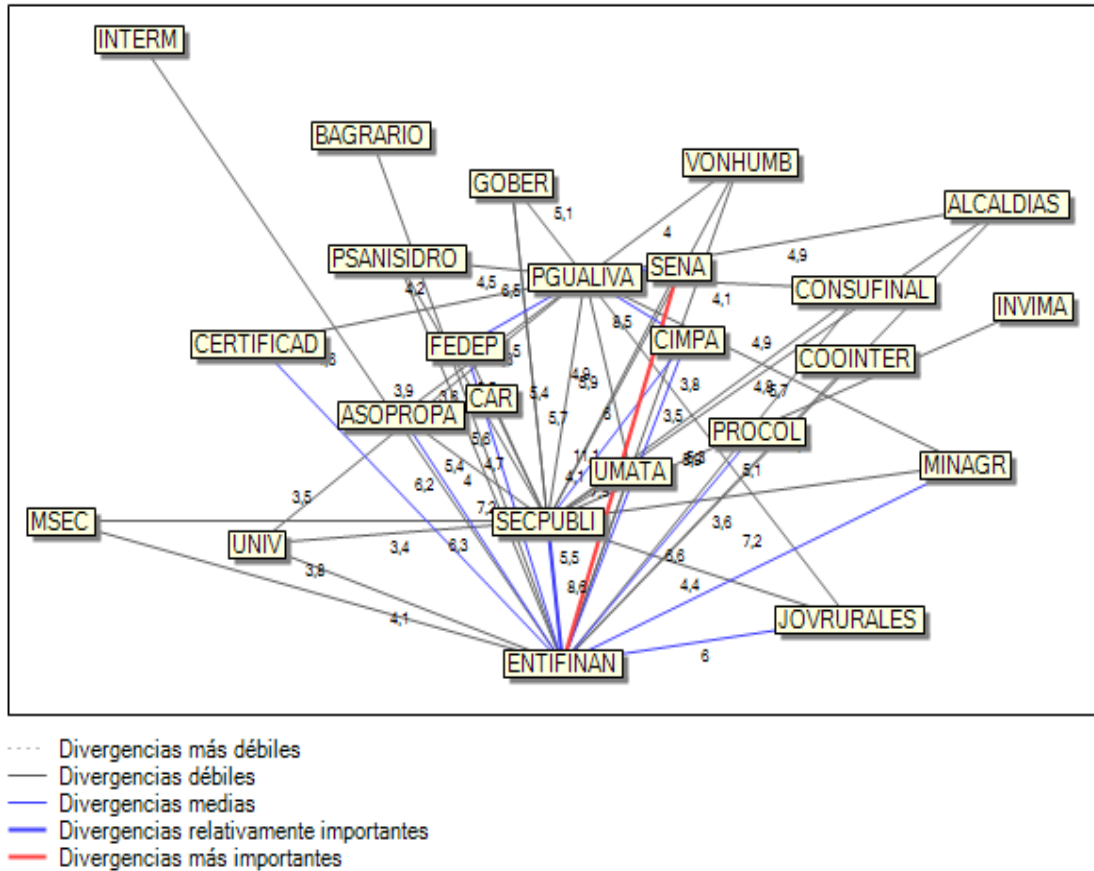 INTERM
BAGRARIO
VONHUMB
GOBER
ALCALDIAS
5,1
4
PSANISIDRO
SENA
4,9
PGUALIVA
4,5
4,2
4,1
CONSUFINAL
INVIMA
CERTIFICAD
FEDEP
CIMPA
4,9
COOINTER
3,8
3,9
5,4
CAR
ASOPROPA
5,7
3,5
PROCOL
5,6
5,4
4,7
4
4,1
UMATA
5,1
MINAGR
6,2
3,5
MSEC
SECPUBLI
3,6
UNIV
3,4
6,3
7,2
5,5
3,8
8,6
4,4
4,1
JOVRURALES
ENTIFINAN
6
Divergencias más débiles
Divergencias débiles
Divergencias medias
Divergencias relativamente importantes
Divergencias más importantes